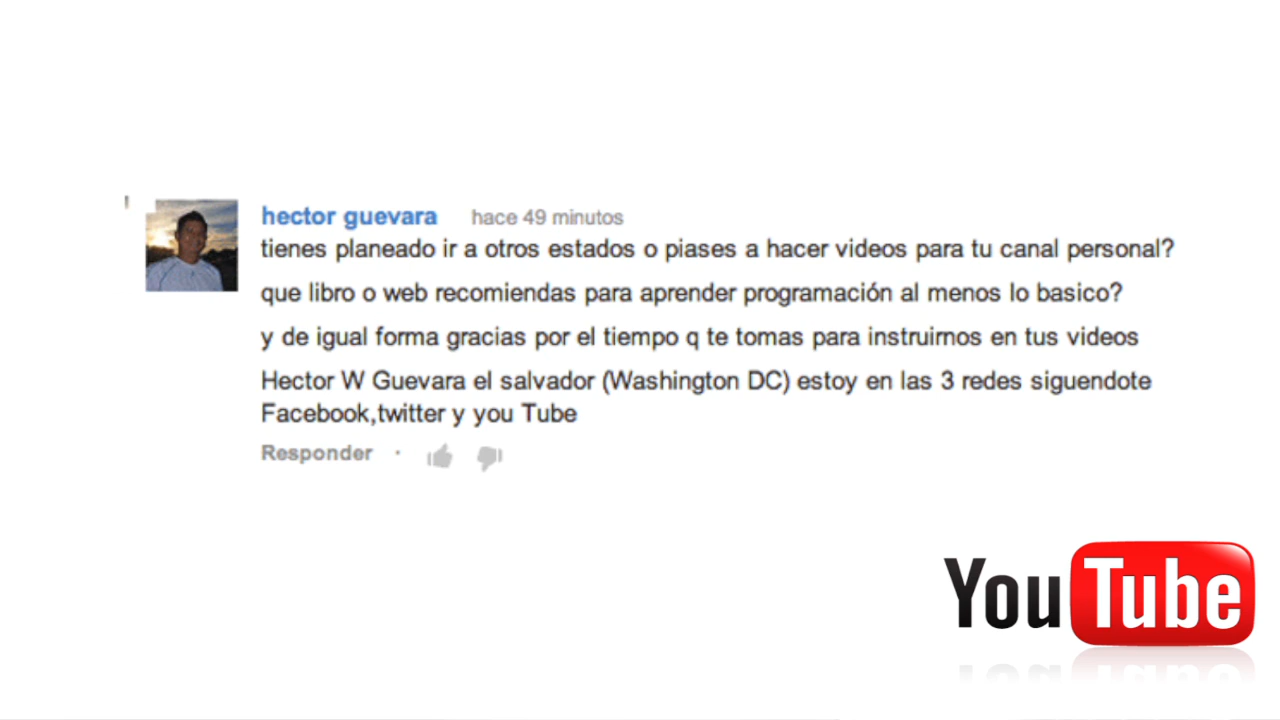 hector guevara hace 49 minutos
tienes planeado ir a otros estados o piases a hacer videos para tu canal personal?
que libro o web recomiendas para aprender programación al menos lo basico?
y de igual forma gracias por el tiempo q te tomas para instruirnos en tus videos
Hector W Guevara el salvador (Washington DC) estoy en las 3 redes siguendote
Facebook,twitter y you Tube
Responder ·
YouTube